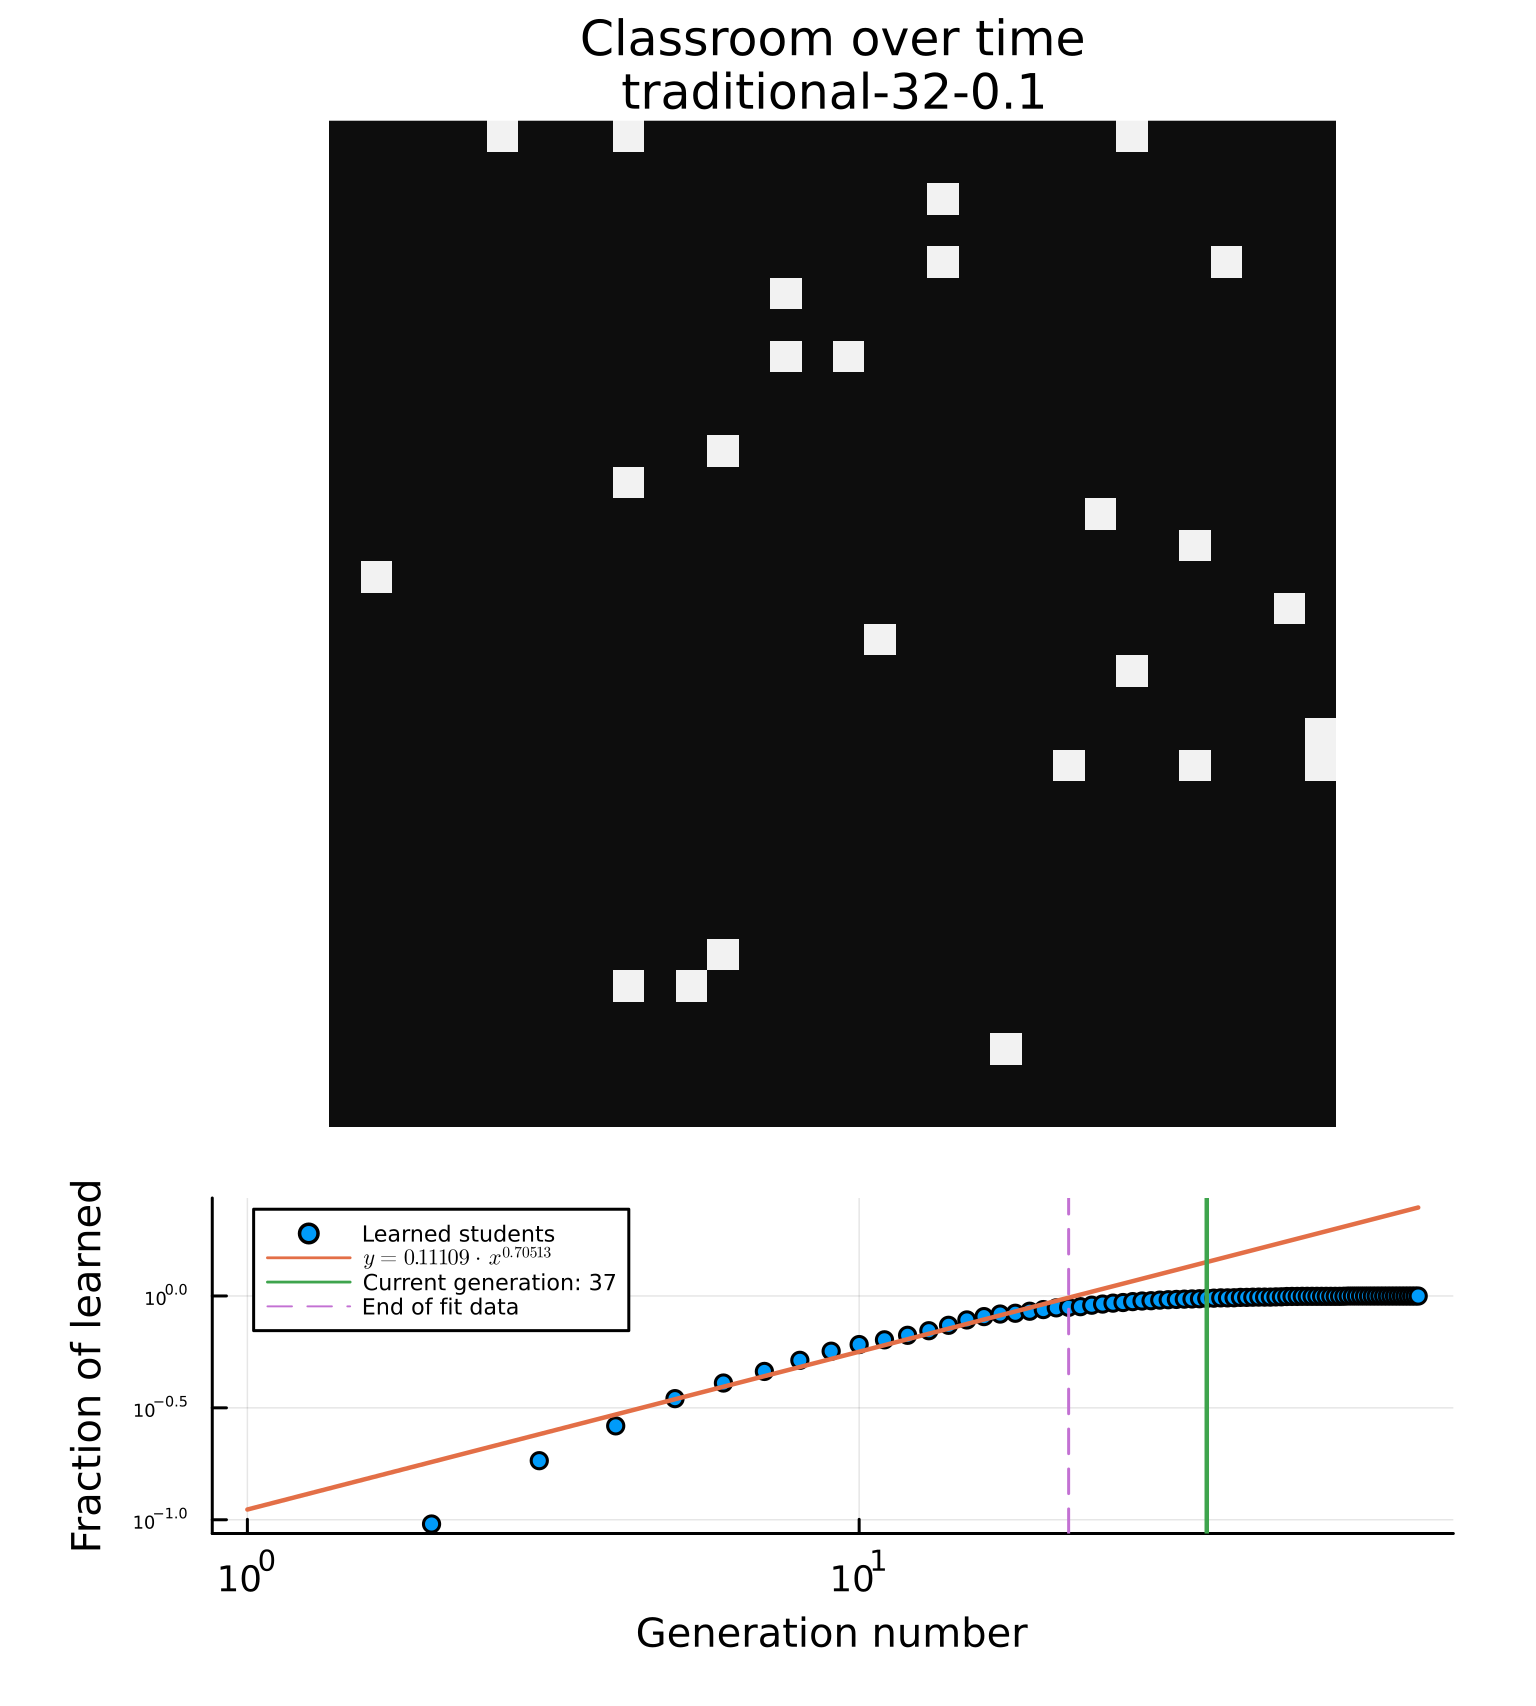 Classroom over time
traditional-32-0.1
Learned students
y = 0.11109 · x^0.70513
Current generation: 37
End of fit data
Fraction of learned
10^0.0
10^−0.5
10^−1.0
10^0 10^1
Generation number